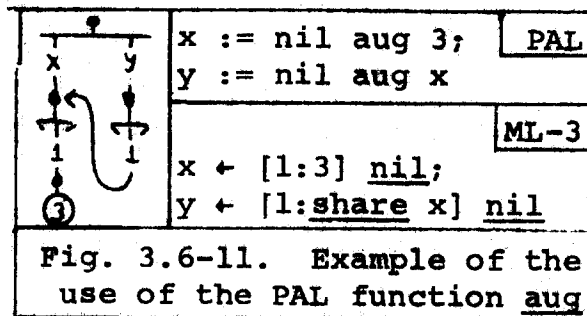 x y
1 1
3
x := nil aug 3; PAL
y := nil aug x
ML-3
x ← [1:3] nil;
y ← [1:share x] nil
Fig. 3.6-11. Example of the
use of the PAL function aug